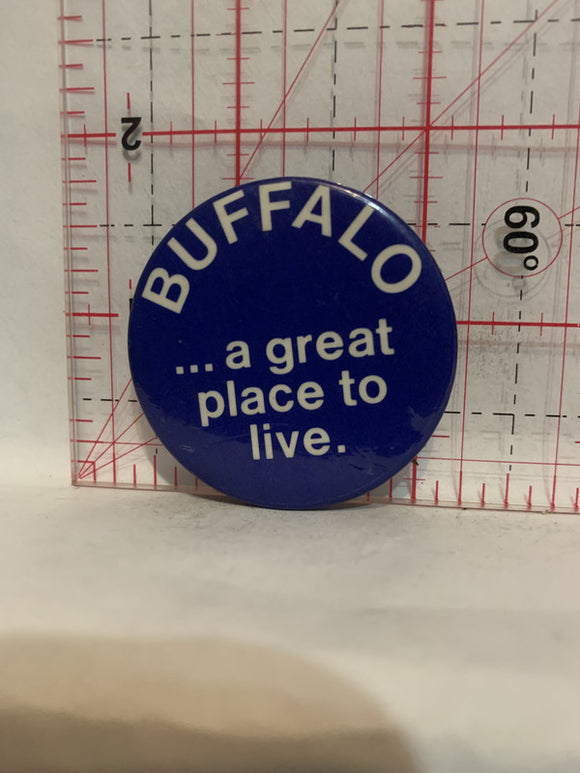 2
60°
BUFFALO
... a great
place to
live.